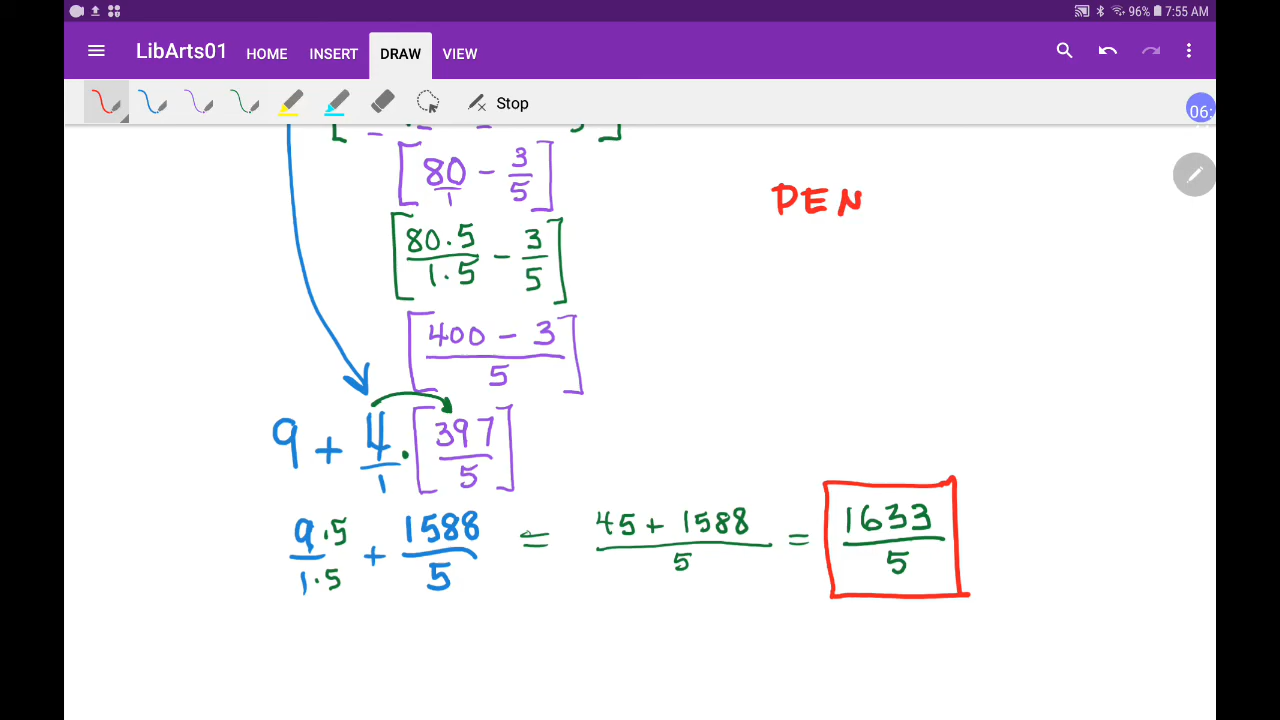 96% 7:55 AM
LibArts01 HOME INSERT DRAW VIEW
Stop
06:
[80/1 - 3/5]
PEN
[80·5/1·5 - 3/5]
[400 - 3/5]
9 + 4/1 · [397/5]
9·5/1·5 + 1588/5 = 45 + 1588/5 = 1633/5